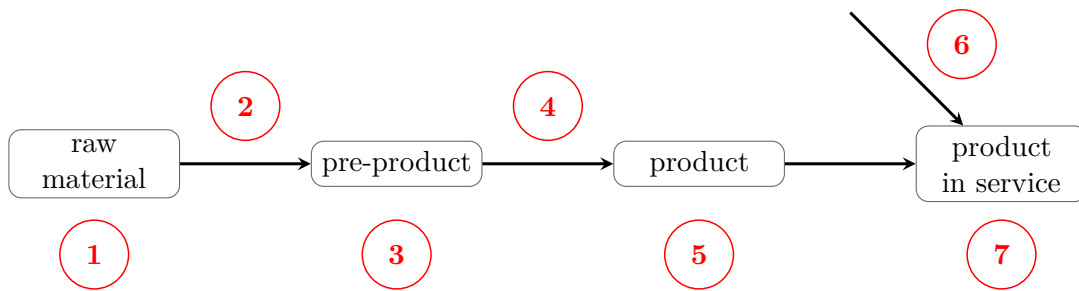 6
2
4
raw
material
pre-product
product
product
in service
1
3
5
7